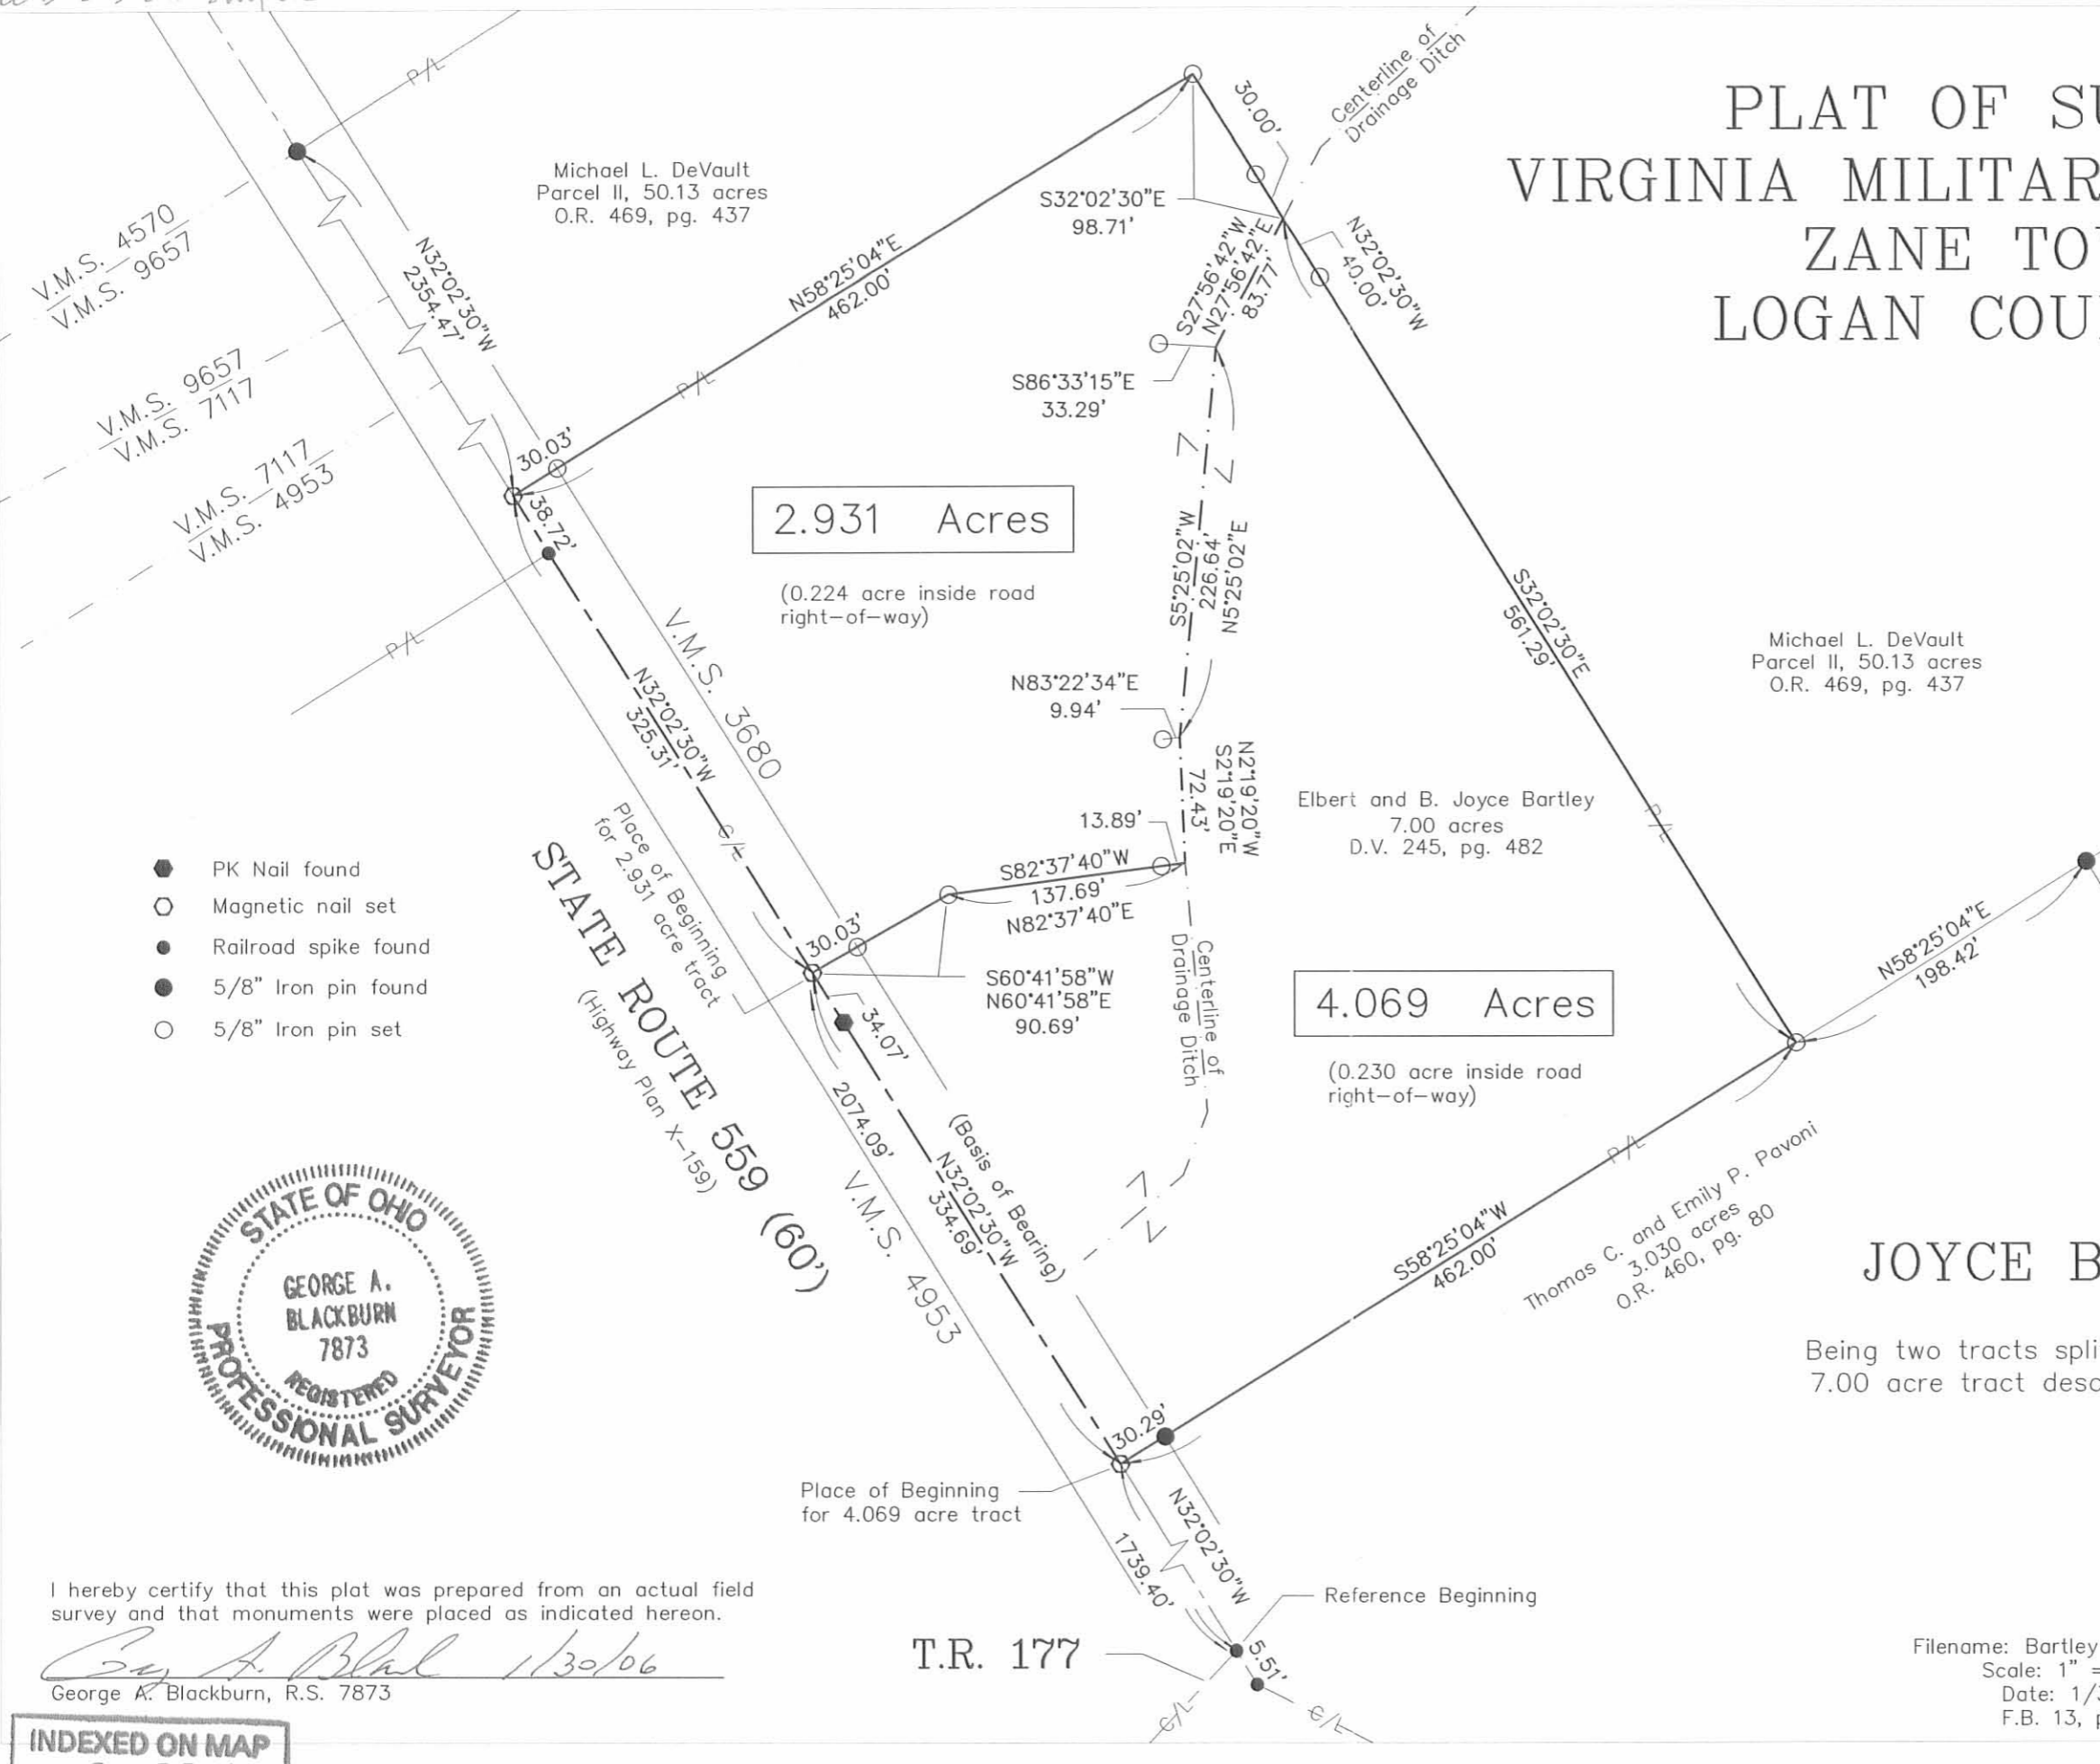 PLAT OF SU
VIRGINIA MILITAR
ZANE TO
LOGAN COU
P/L
Michael L. DeVault
Parcel II, 50.13 acres
O.R. 469, pg. 437
V.M.S. 4570
V.M.S. 9657
V.M.S. 9657
V.M.S. 7117
V.M.S. 7117
V.M.S. 4953
P/L
N32°02'30"W
2354.47'
N58°25'04"E
462.00'
P/L
30.00'
Centerline of
Drainage Ditch
S32°02'30"E
98.71'
S27°56'42"W
N27°56'42"E
83.77'
N32°02'30"W
40.00'
S86°33'15"E
33.29'
30.03'
38.72'
2.931 Acres
(0.224 acre inside road
right-of-way)
S5°25'02"W
226.64'
N5°25'02"E
S32°02'30"E
561.29'
Michael L. DeVault
Parcel II, 50.13 acres
O.R. 469, pg. 437
V.M.S. 3680
N32°02'30"W
325.31'
C/L
N83°22'34"E
9.94'
N2°19'20"W
S2°19'20"E
72.43'
13.89'
S82°37'40"W
137.69'
N82°37'40"E
Elbert and B. Joyce Bartley
7.00 acres
D.V. 245, pg. 482
P/L
Place of Beginning
for 2.931 acre tract
30.03'
S60°41'58"W
N60°41'58"E
90.69'
Centerline of
Drainage Ditch
4.069 Acres
(0.230 acre inside road
right-of-way)
N58°25'04"E
198.42'
PK Nail found
Magnetic nail set
Railroad spike found
5/8" Iron pin found
5/8" Iron pin set
STATE ROUTE 559 (60')
(Highway Plan X-159)
34.07'
2074.09'
V.M.S. 4953
(Basis of Bearing)
N32°02'30"W
334.69'
P/L
S58°25'04"W
462.00'
Thomas C. and Emily P. Pavoni
3.030 acres
O.R. 460, pg. 80
STATE OF OHIO
GEORGE A.
BLACKBURN
7873
REGISTERED
PROFESSIONAL SURVEYOR
JOYCE B
Being two tracts spli
7.00 acre tract desc
30.29'
Place of Beginning
for 4.069 acre tract
N32°02'30"W
1739.40'
Reference Beginning
5.51'
T.R. 177
C/L
C/L
I hereby certify that this plat was prepared from an actual field
survey and that monuments were placed as indicated hereon.
1/30/06
George A. Blackburn, R.S. 7873
INDEXED ON MAP
Filename: Bartley
Scale: 1" =
Date: 1/3
F.B. 13, p